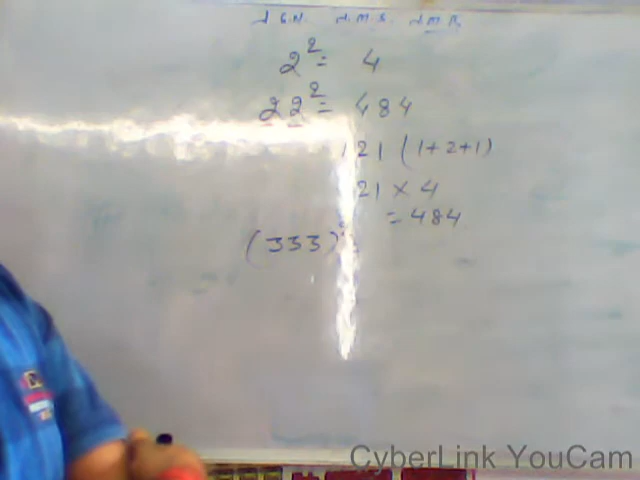 2² = 4
22² = 484
121 (1+2+1)
121 × 4
= 484
(333)²
CyberLink YouCam